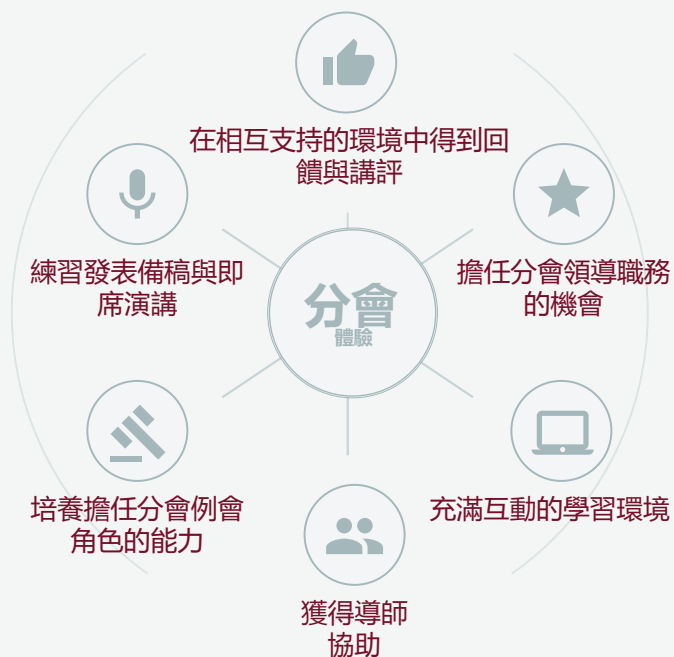 在相互支持的環境中得到回
饋與講評
練習發表備稿與即
席演講
擔任分會領導職務
的機會
分會
體驗
培養擔任分會例會
角色的能力
充滿互動的學習環境
獲得導師
協助